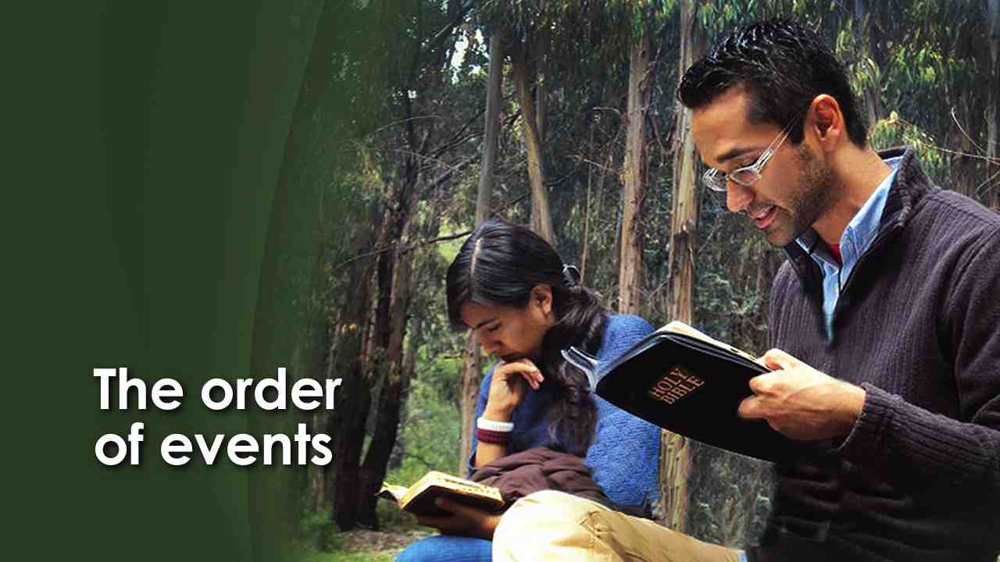 The order
of events
HOLY
BIBLE